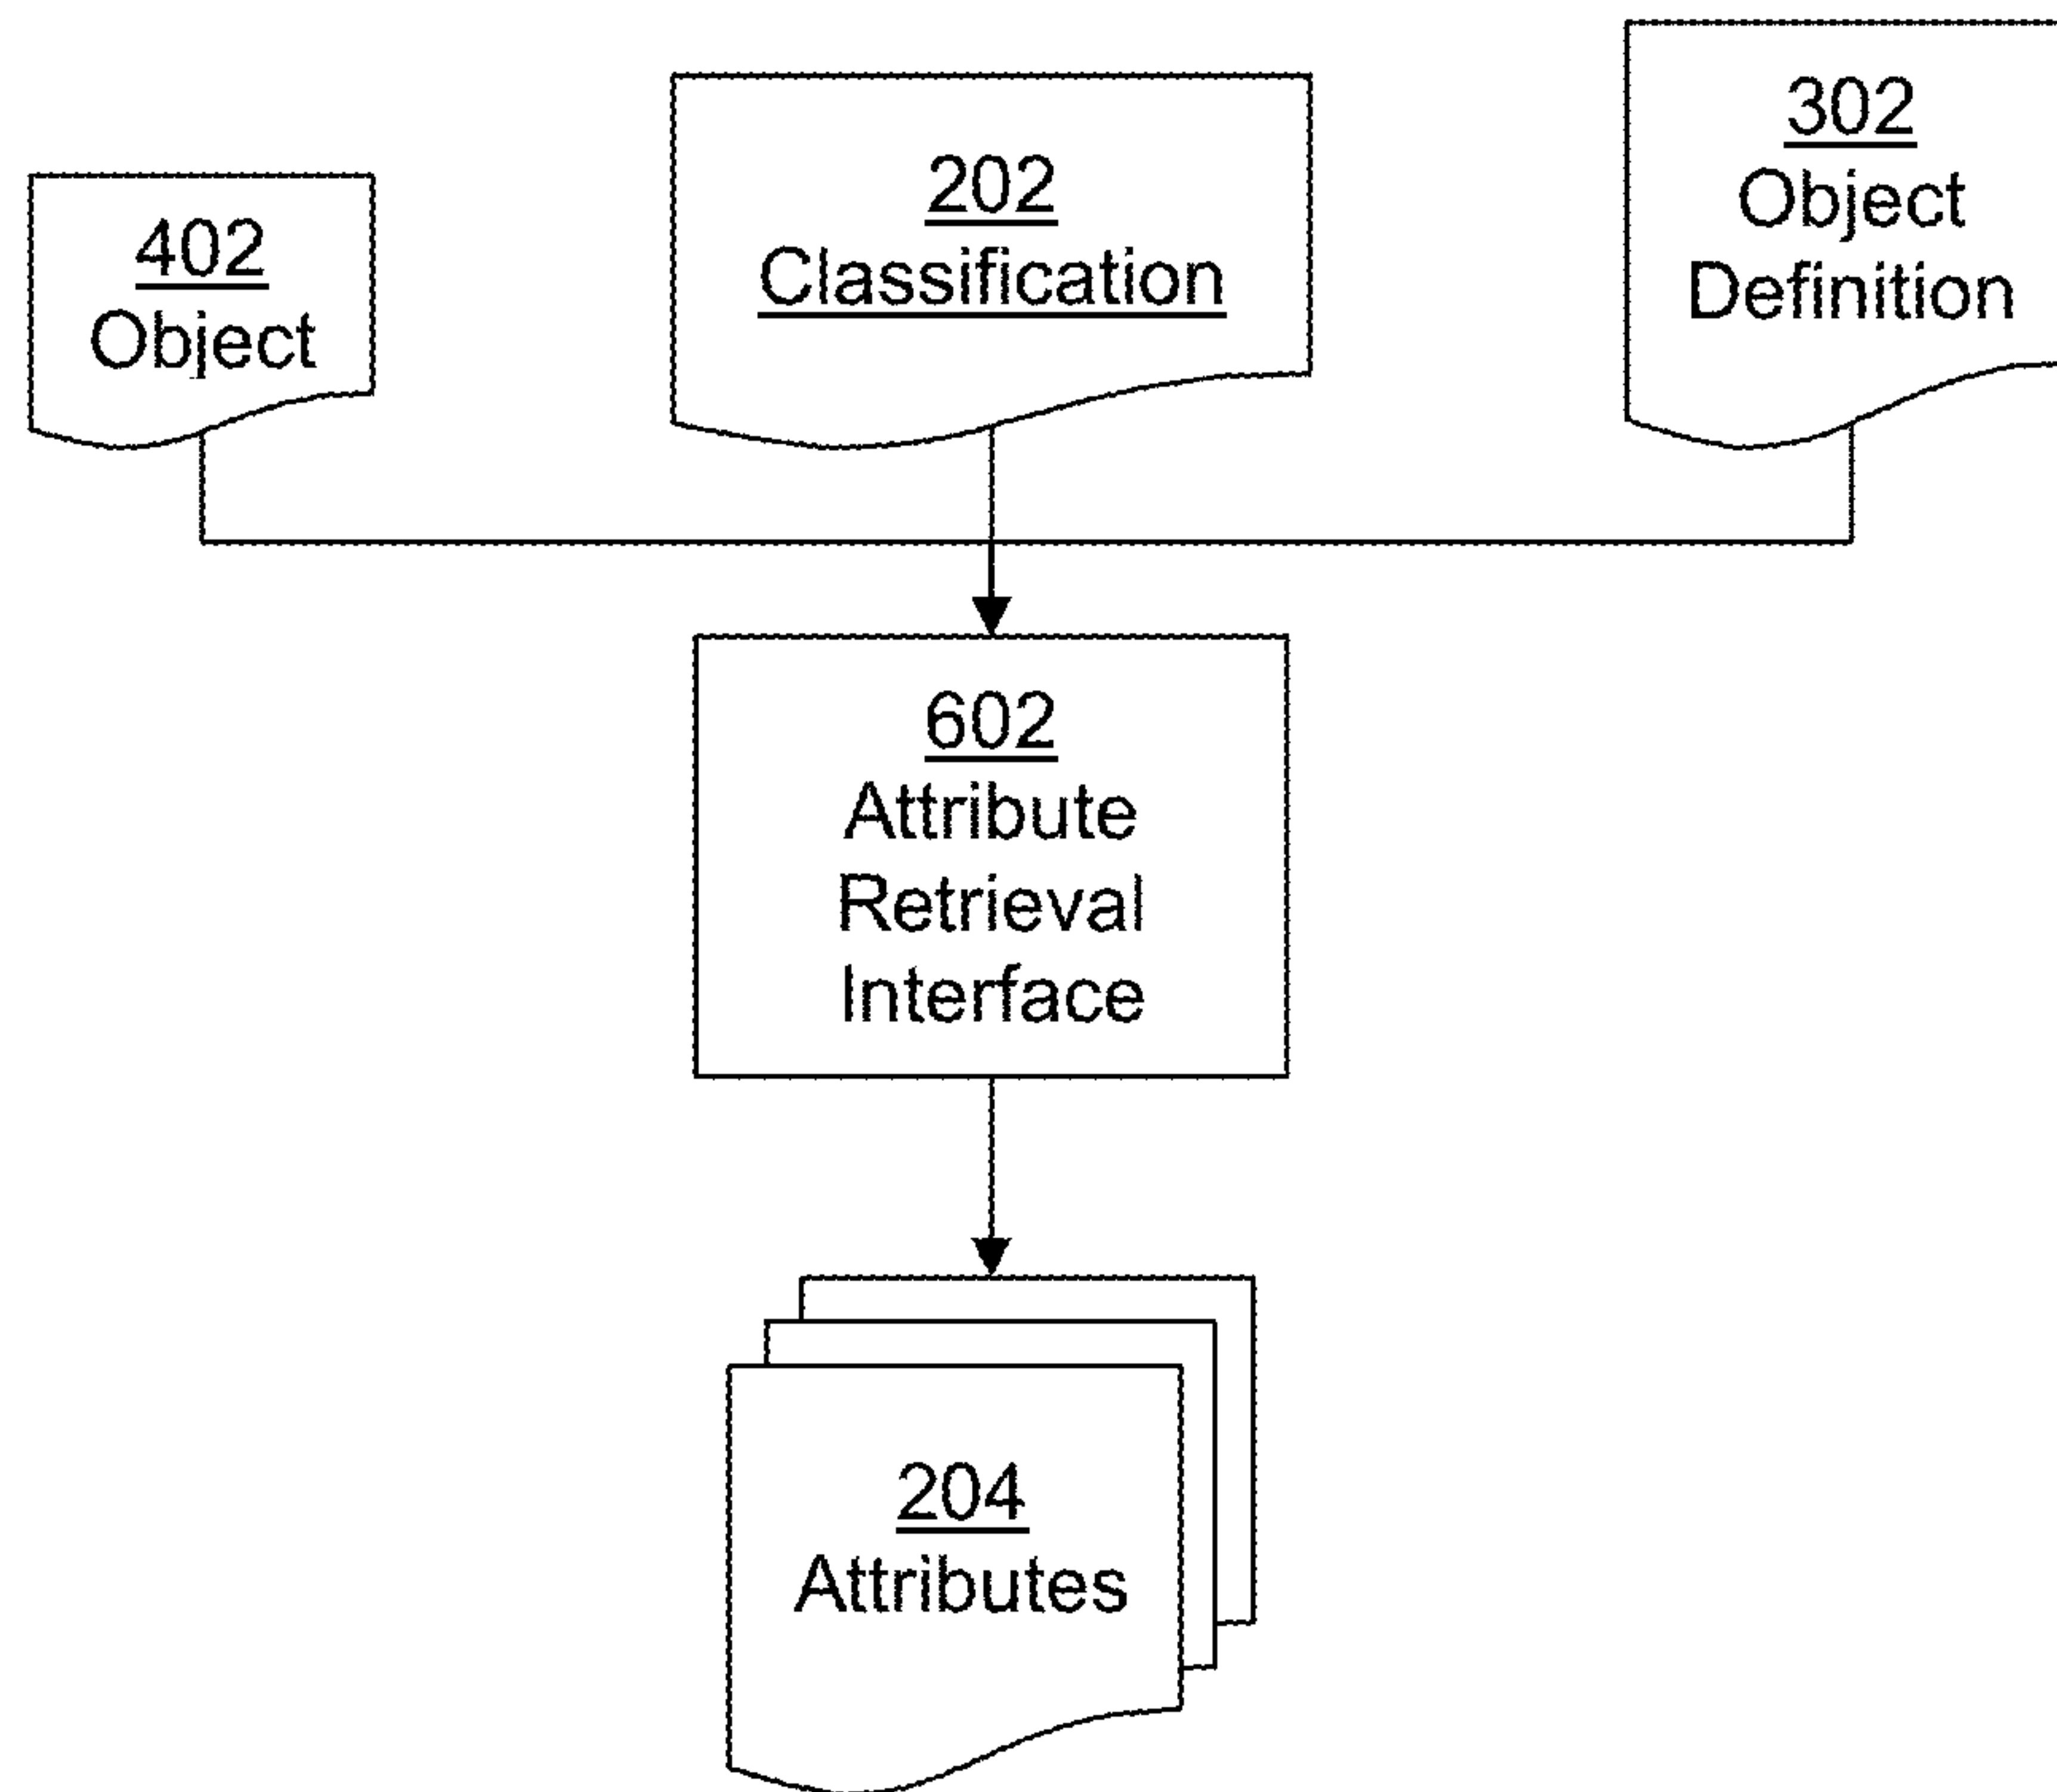 402
Object
202
Classification
302
Object
Definition
602
Attribute
Retrieval
Interface
204
Attributes